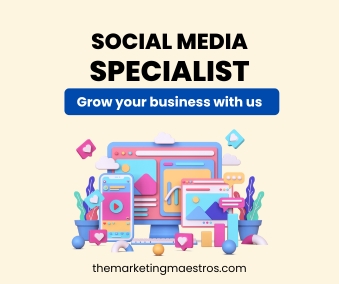 SOCIAL MEDIA
SPECIALIST
Grow your business with us
themarketingmaestros.com